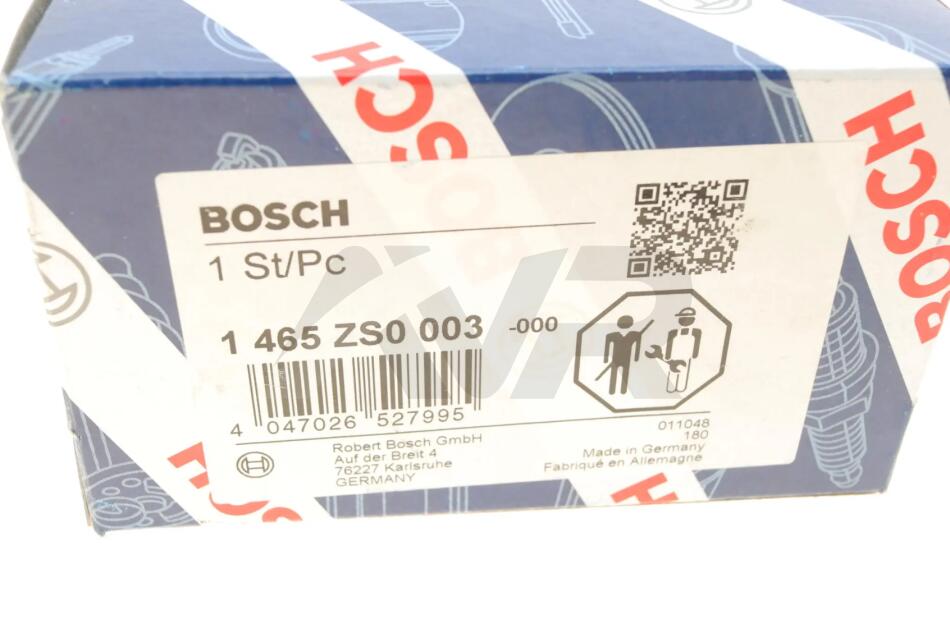 BOSCH
BOSCH
BOSCH
BOSCH
1 St/Pc
1 465 ZS0 003 -000
4 047026 527995
011048
180
Robert Bosch GmbH
Auf der Breit 4
76227 Karlsruhe
GERMANY
Made in Germany
Fabriqué en Allemagne